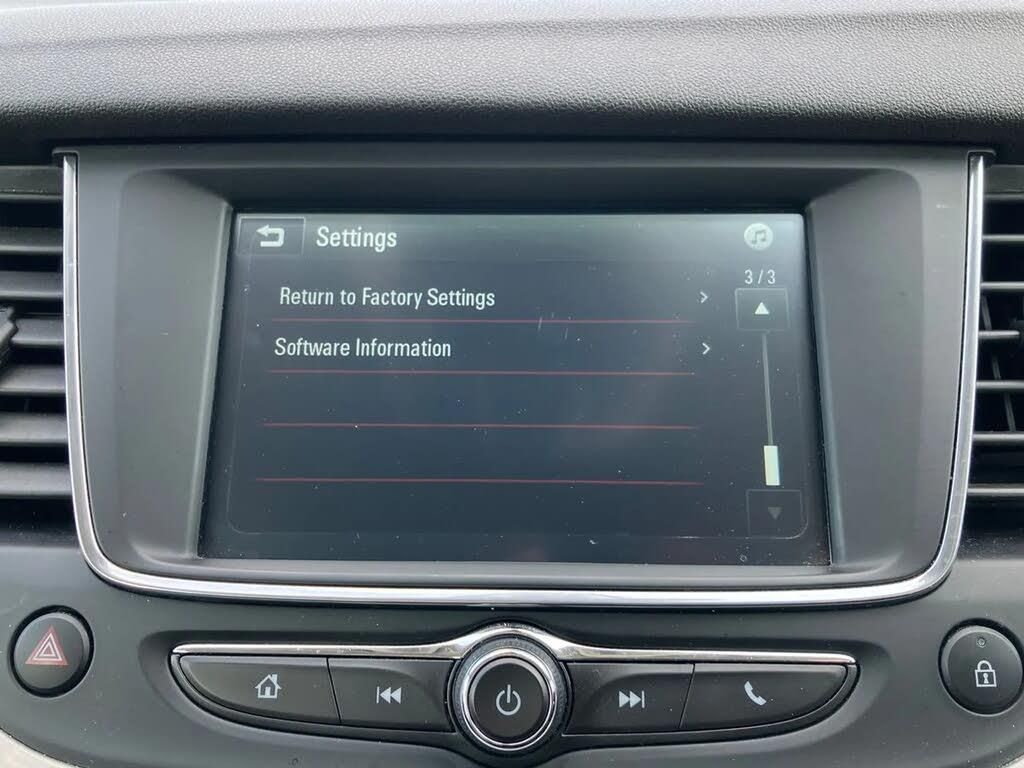 Settings
3 / 3
Return to Factory Settings
Software Information